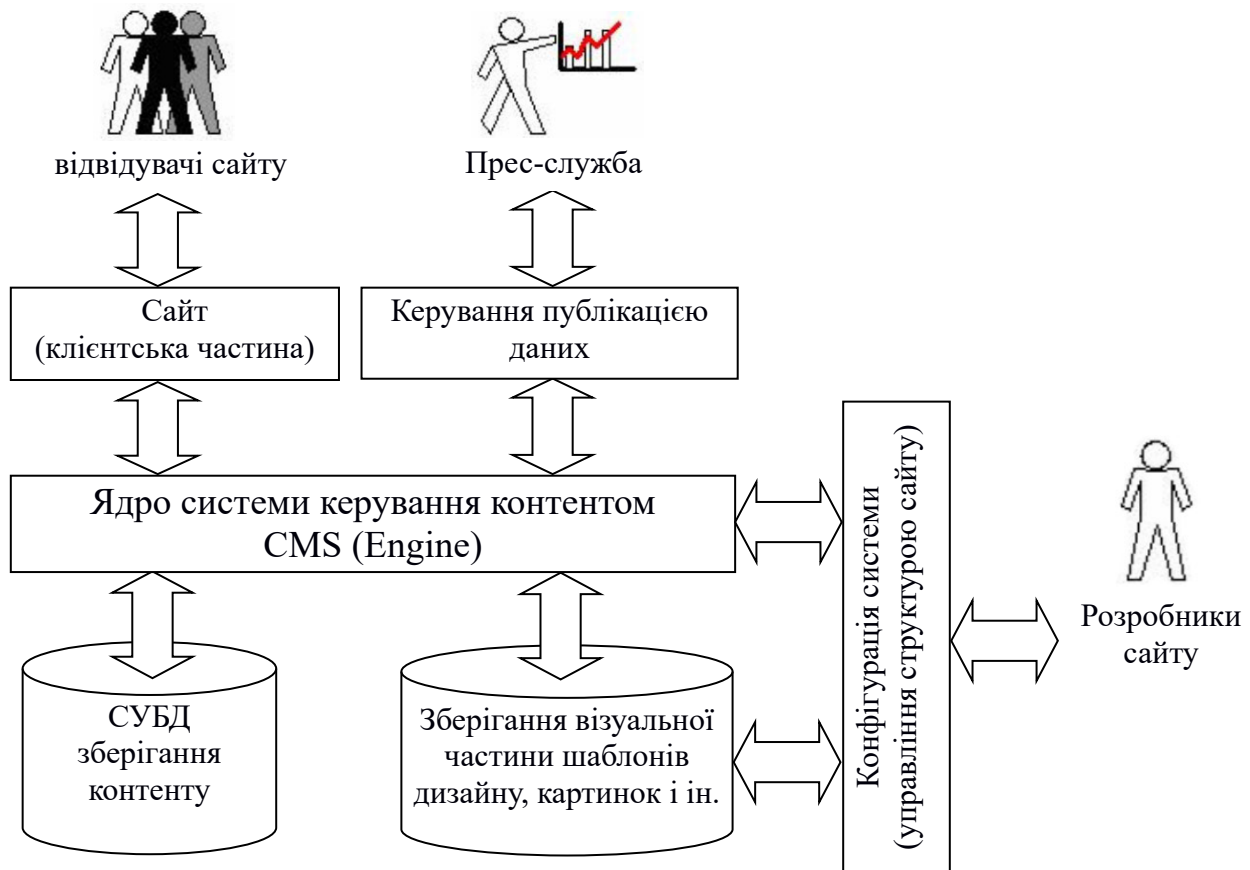 відвідувачі сайту
Прес-служба
Сайт
(клієнтська частина)
Керування публікацією
даних
Ядро системи керування контентом
CMS (Engine)
Конфігурація системи
(управління структурою сайту)
Розробники
сайту
СУБД
зберігання
контенту
Зберігання візуальної
частини шаблонів
дизайну, картинок і ін.